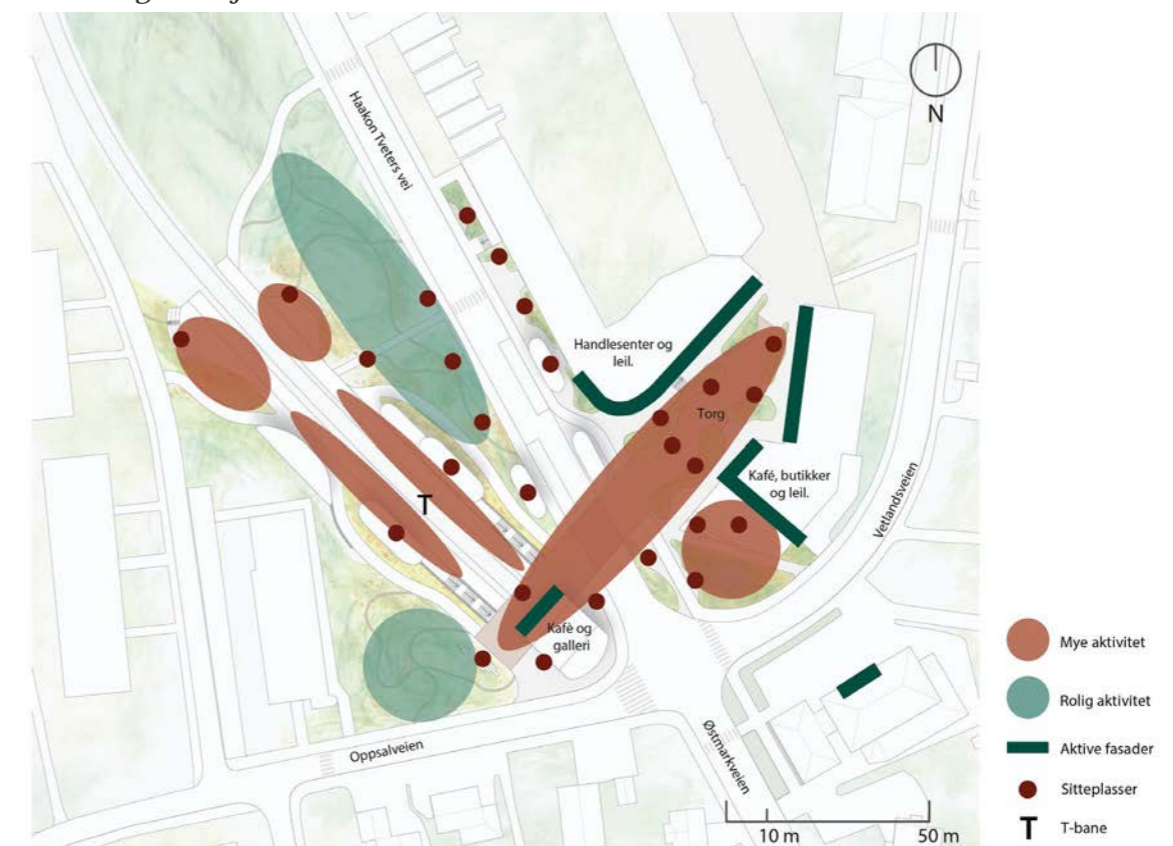 N
Haakon Tveters vei
Handlesenter og
leil.
Torg
Kafé, butikker
og leil.
Vetlandsveien
T
Kafè og
galleri
Oppsalveien
Østmarkveien
10 m
50 m
Mye aktivitet
Rolig aktivitet
Aktive fasader
Sitteplasser
T
T-bane